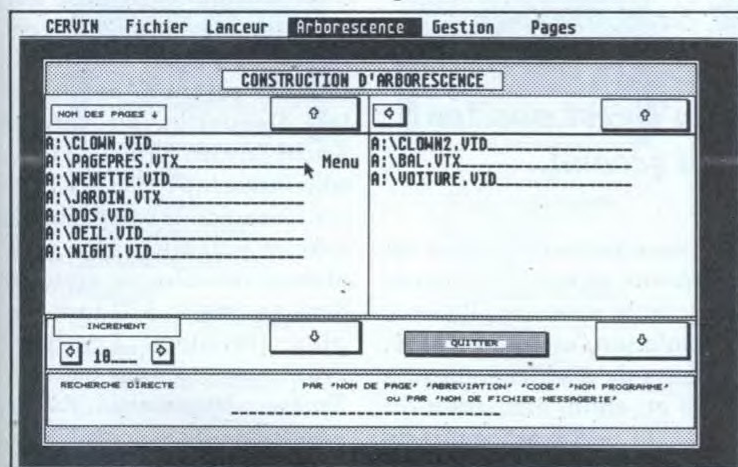 CERVIN Fichier Lanceur Arborescence Gestion Pages
CONSTRUCTION D'ARBORESCENCE
NOM DES PAGES ↓
A:\CLOWN.VID
A:\PAGEPRES.VTX Menu
A:\NENETTE.VID
A:\JARDIN.VTX
A:\DOS.VID
A:\OEIL.VID
A:\NIGHT.VID
A:\CLOWN2.VID
A:\BAL.VTX
A:\VOITURE.VID
INCREMENT
10
QUITTER
RECHERCHE DIRECTE
PAR 'NOM DE PAGE' 'ABREVIATION' 'CODE' 'NOM PROGRAMME'
OU PAR 'NOM DE FICHIER MESSAGERIE'